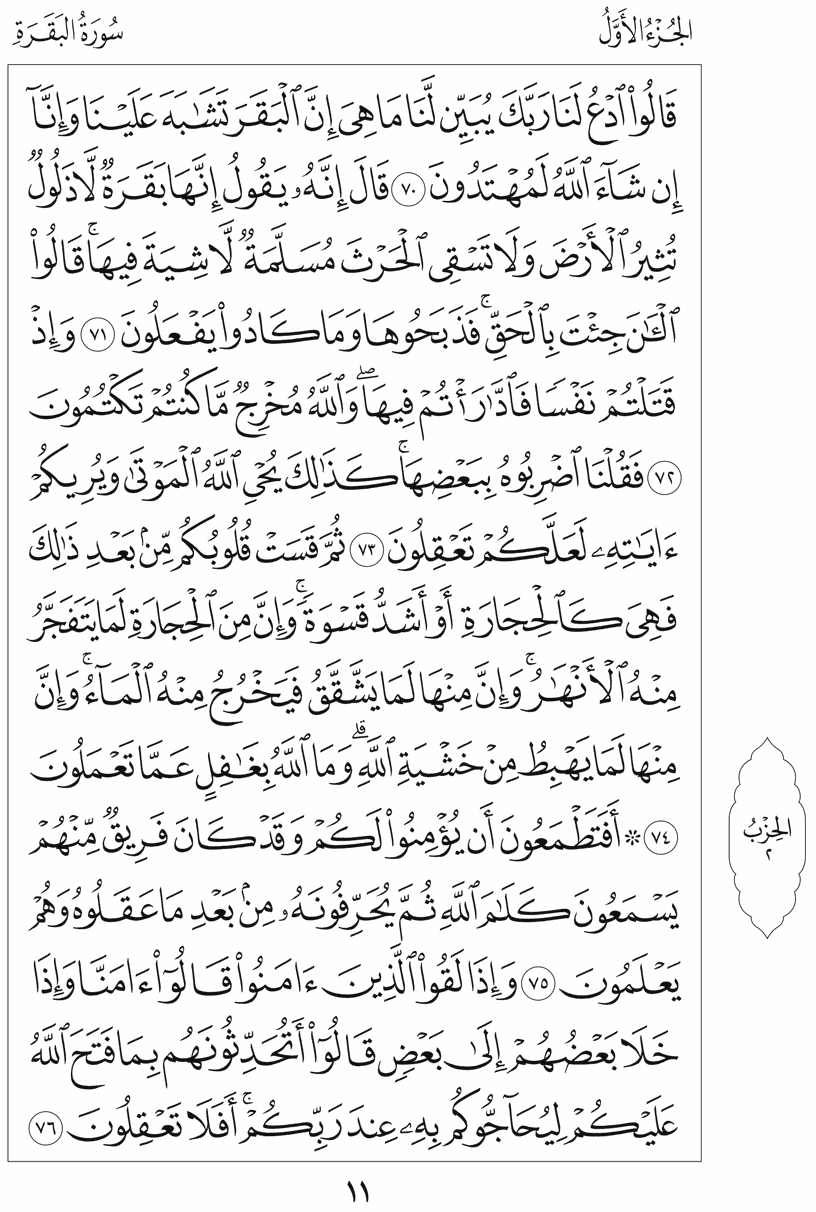 الجُزْءُ الأَوَّلُ
سُورَةُ البَقَرَةِ
قَالُواْ ٱدۡعُ لَنَا رَبَّكَ يُبَيِّن لَّنَا مَا هِيَ إِنَّ ٱلۡبَقَرَ تَشَٰبَهَ عَلَيۡنَا وَإِنَّآ
إِن شَآءَ ٱللَّهُ لَمُهۡتَدُونَ ٧٠ قَالَ إِنَّهُۥ يَقُولُ إِنَّهَا بَقَرَةٞ لَّا ذَلُولٞ
تُثِيرُ ٱلۡأَرۡضَ وَلَا تَسۡقِي ٱلۡحَرۡثَ مُسَلَّمَةٞ لَّا شِيَةَ فِيهَاۚ قَالُواْ
ٱلۡـَٰٔنَ جِئۡتَ بِٱلۡحَقِّۚ فَذَبَحُوهَا وَمَا كَادُواْ يَفۡعَلُونَ ٧١ وَإِذۡ
قَتَلۡتُمۡ نَفۡسٗا فَٱدَّٰرَٰٔتُمۡ فِيهَاۖ وَٱللَّهُ مُخۡرِجٞ مَّا كُنتُمۡ تَكۡتُمُونَ
٧٢ فَقُلۡنَا ٱضۡرِبُوهُ بِبَعۡضِهَاۚ كَذَٰلِكَ يُحۡيِ ٱللَّهُ ٱلۡمَوۡتَىٰ وَيُرِيكُمۡ
ءَايَٰتِهِۦ لَعَلَّكُمۡ تَعۡقِلُونَ ٧٣ ثُمَّ قَسَتۡ قُلُوبُكُم مِّنۢ بَعۡدِ ذَٰلِكَ
فَهِيَ كَٱلۡحِجَارَةِ أَوۡ أَشَدُّ قَسۡوَةٗۚ وَإِنَّ مِنَ ٱلۡحِجَارَةِ لَمَا يَتَفَجَّرُ
مِنۡهُ ٱلۡأَنۡهَٰرُۚ وَإِنَّ مِنۡهَا لَمَا يَشَّقَّقُ فَيَخۡرُجُ مِنۡهُ ٱلۡمَآءُۚ وَإِنَّ
مِنۡهَا لَمَا يَهۡبِطُ مِنۡ خَشۡيَةِ ٱللَّهِۗ وَمَا ٱللَّهُ بِغَٰفِلٍ عَمَّا تَعۡمَلُونَ
٧٤ ۞ أَفَتَطۡمَعُونَ أَن يُؤۡمِنُواْ لَكُمۡ وَقَدۡ كَانَ فَرِيقٞ مِّنۡهُمۡ
يَسۡمَعُونَ كَلَٰمَ ٱللَّهِ ثُمَّ يُحَرِّفُونَهُۥ مِنۢ بَعۡدِ مَا عَقَلُوهُ وَهُمۡ
يَعۡلَمُونَ ٧٥ وَإِذَا لَقُواْ ٱلَّذِينَ ءَامَنُواْ قَالُوٓاْ ءَامَنَّا وَإِذَا
خَلَا بَعۡضُهُمۡ إِلَىٰ بَعۡضٖ قَالُوٓاْ أَتُحَدِّثُونَهُم بِمَا فَتَحَ ٱللَّهُ
عَلَيۡكُمۡ لِيُحَآجُّوكُم بِهِۦ عِندَ رَبِّكُمۡۚ أَفَلَا تَعۡقِلُونَ ٧٦
الحِزْبُ
٢
١١